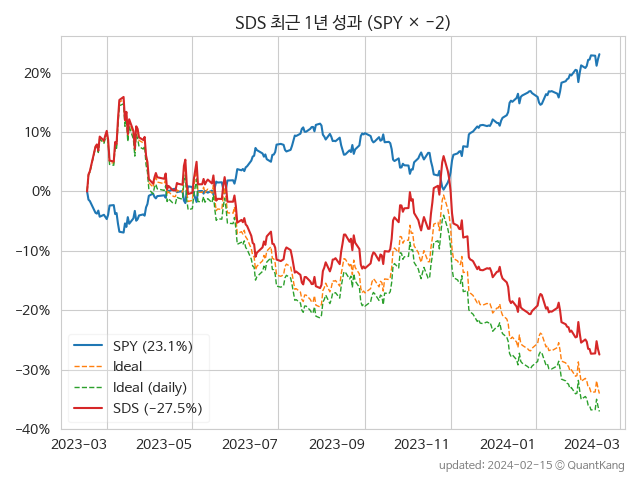 SDS 최근 1년 성과 (SPY × −2)
20%
10%
0%
−10%
−20%
−30%
−40%
SPY (23.1%)
Ideal
Ideal (daily)
SDS (−27.5%)
2023-03 2023-05 2023-07 2023-09 2023-11 2024-01 2024-03
updated: 2024-02-15 © QuantKang